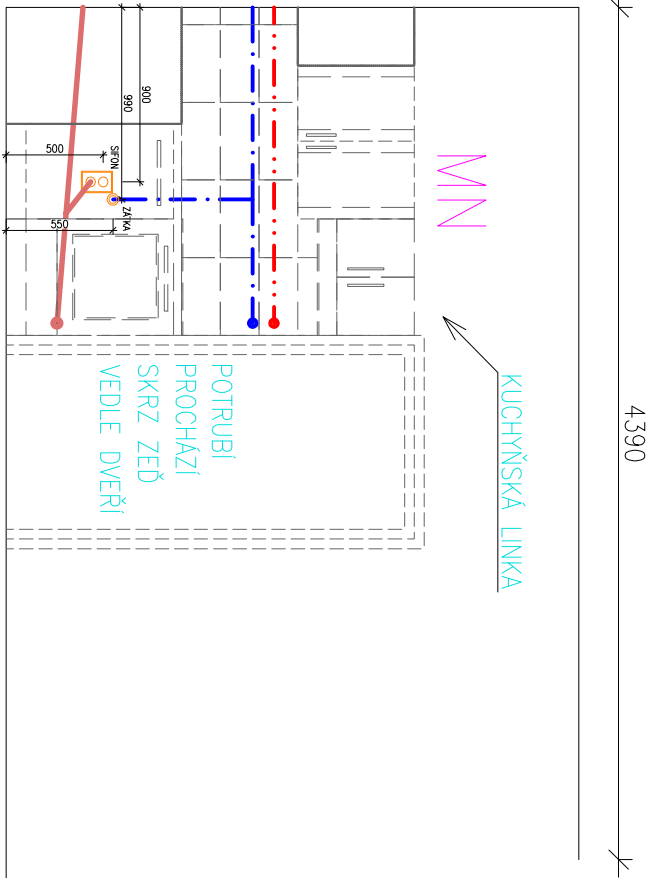 4390
KUCHYŇSKÁ LINKA
MN
POTRUBÍ
PROCHÁZÍ
SKRZ ZEĎ
VEDLE DVEŘÍ
900
990
SIFON
ZÁTKA
500
550